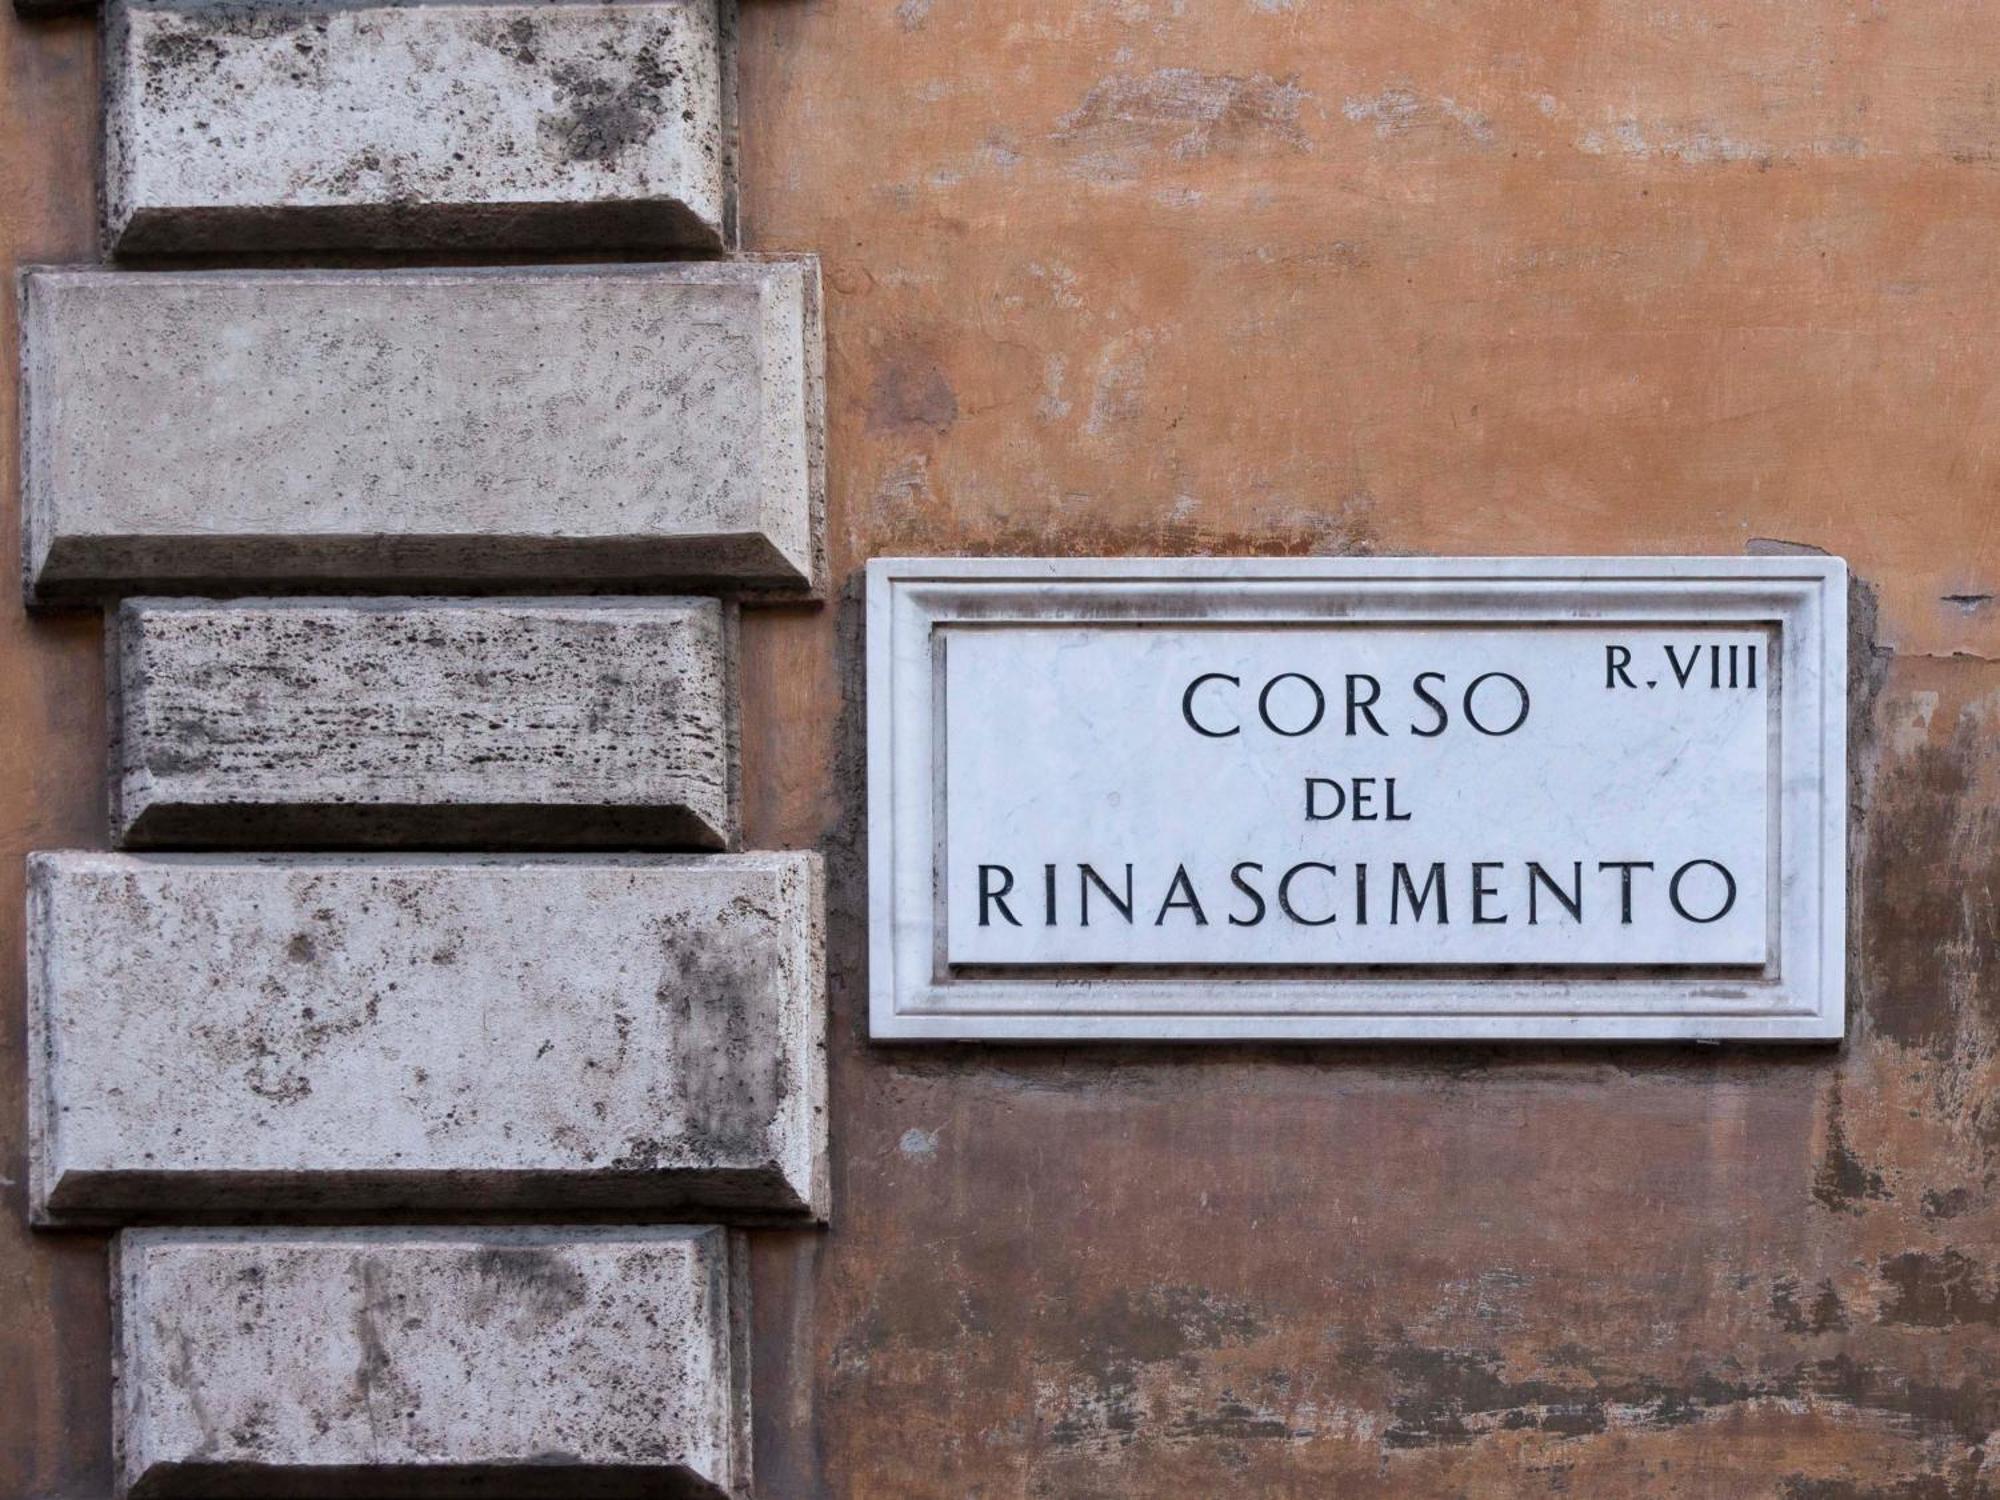 R.VIII
CORSO
DEL
RINASCIMENTO